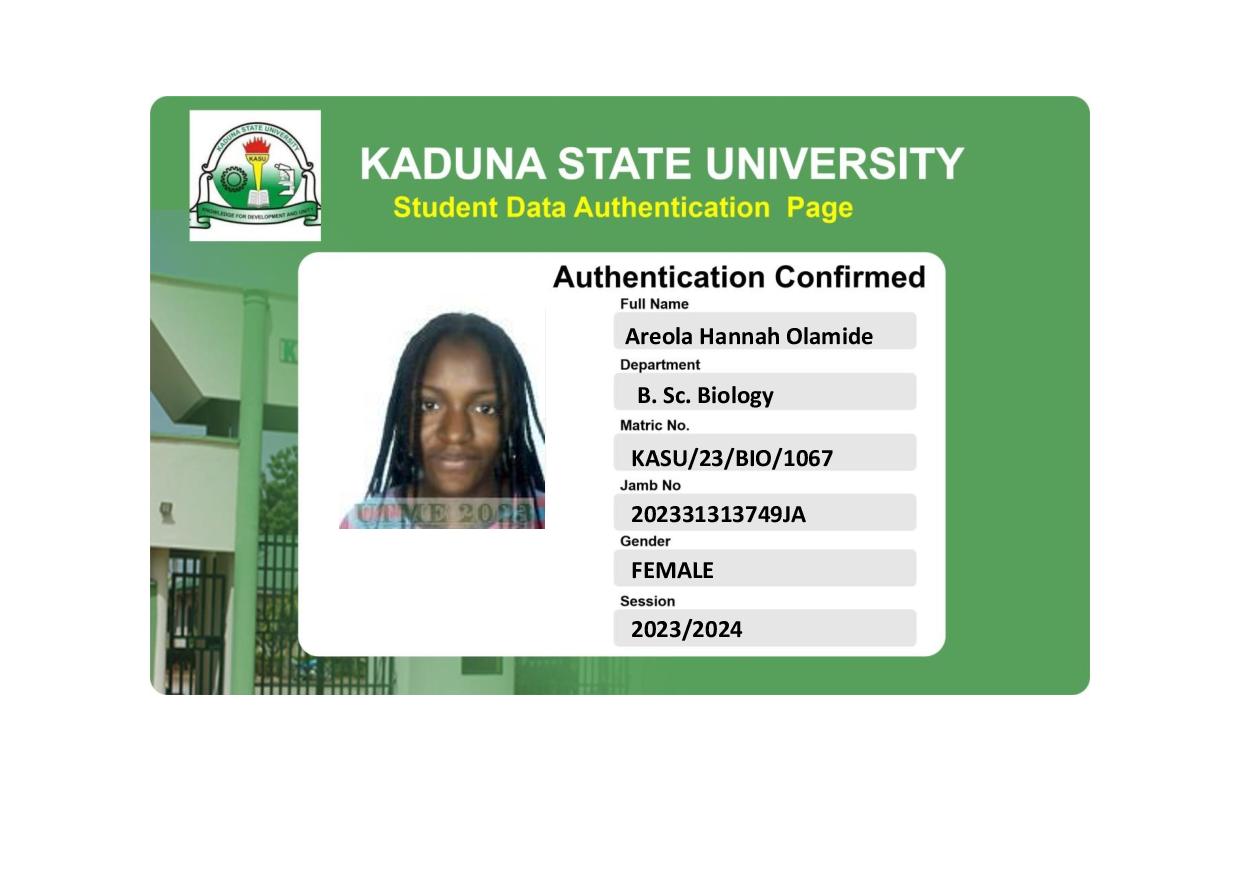 KADUNA STATE UNIVERSITY
KASU
KNOWLEDGE FOR DEVELOPMENT AND UNITY
KADUNA STATE UNIVERSITY
Student Data Authentication Page
Authentication Confirmed
Full Name
Areola Hannah Olamide
Department
B. Sc. Biology
Matric No.
KASU/23/BIO/1067
Jamb No
202331313749JA
Gender
FEMALE
Session
2023/2024
UTME 2023
K